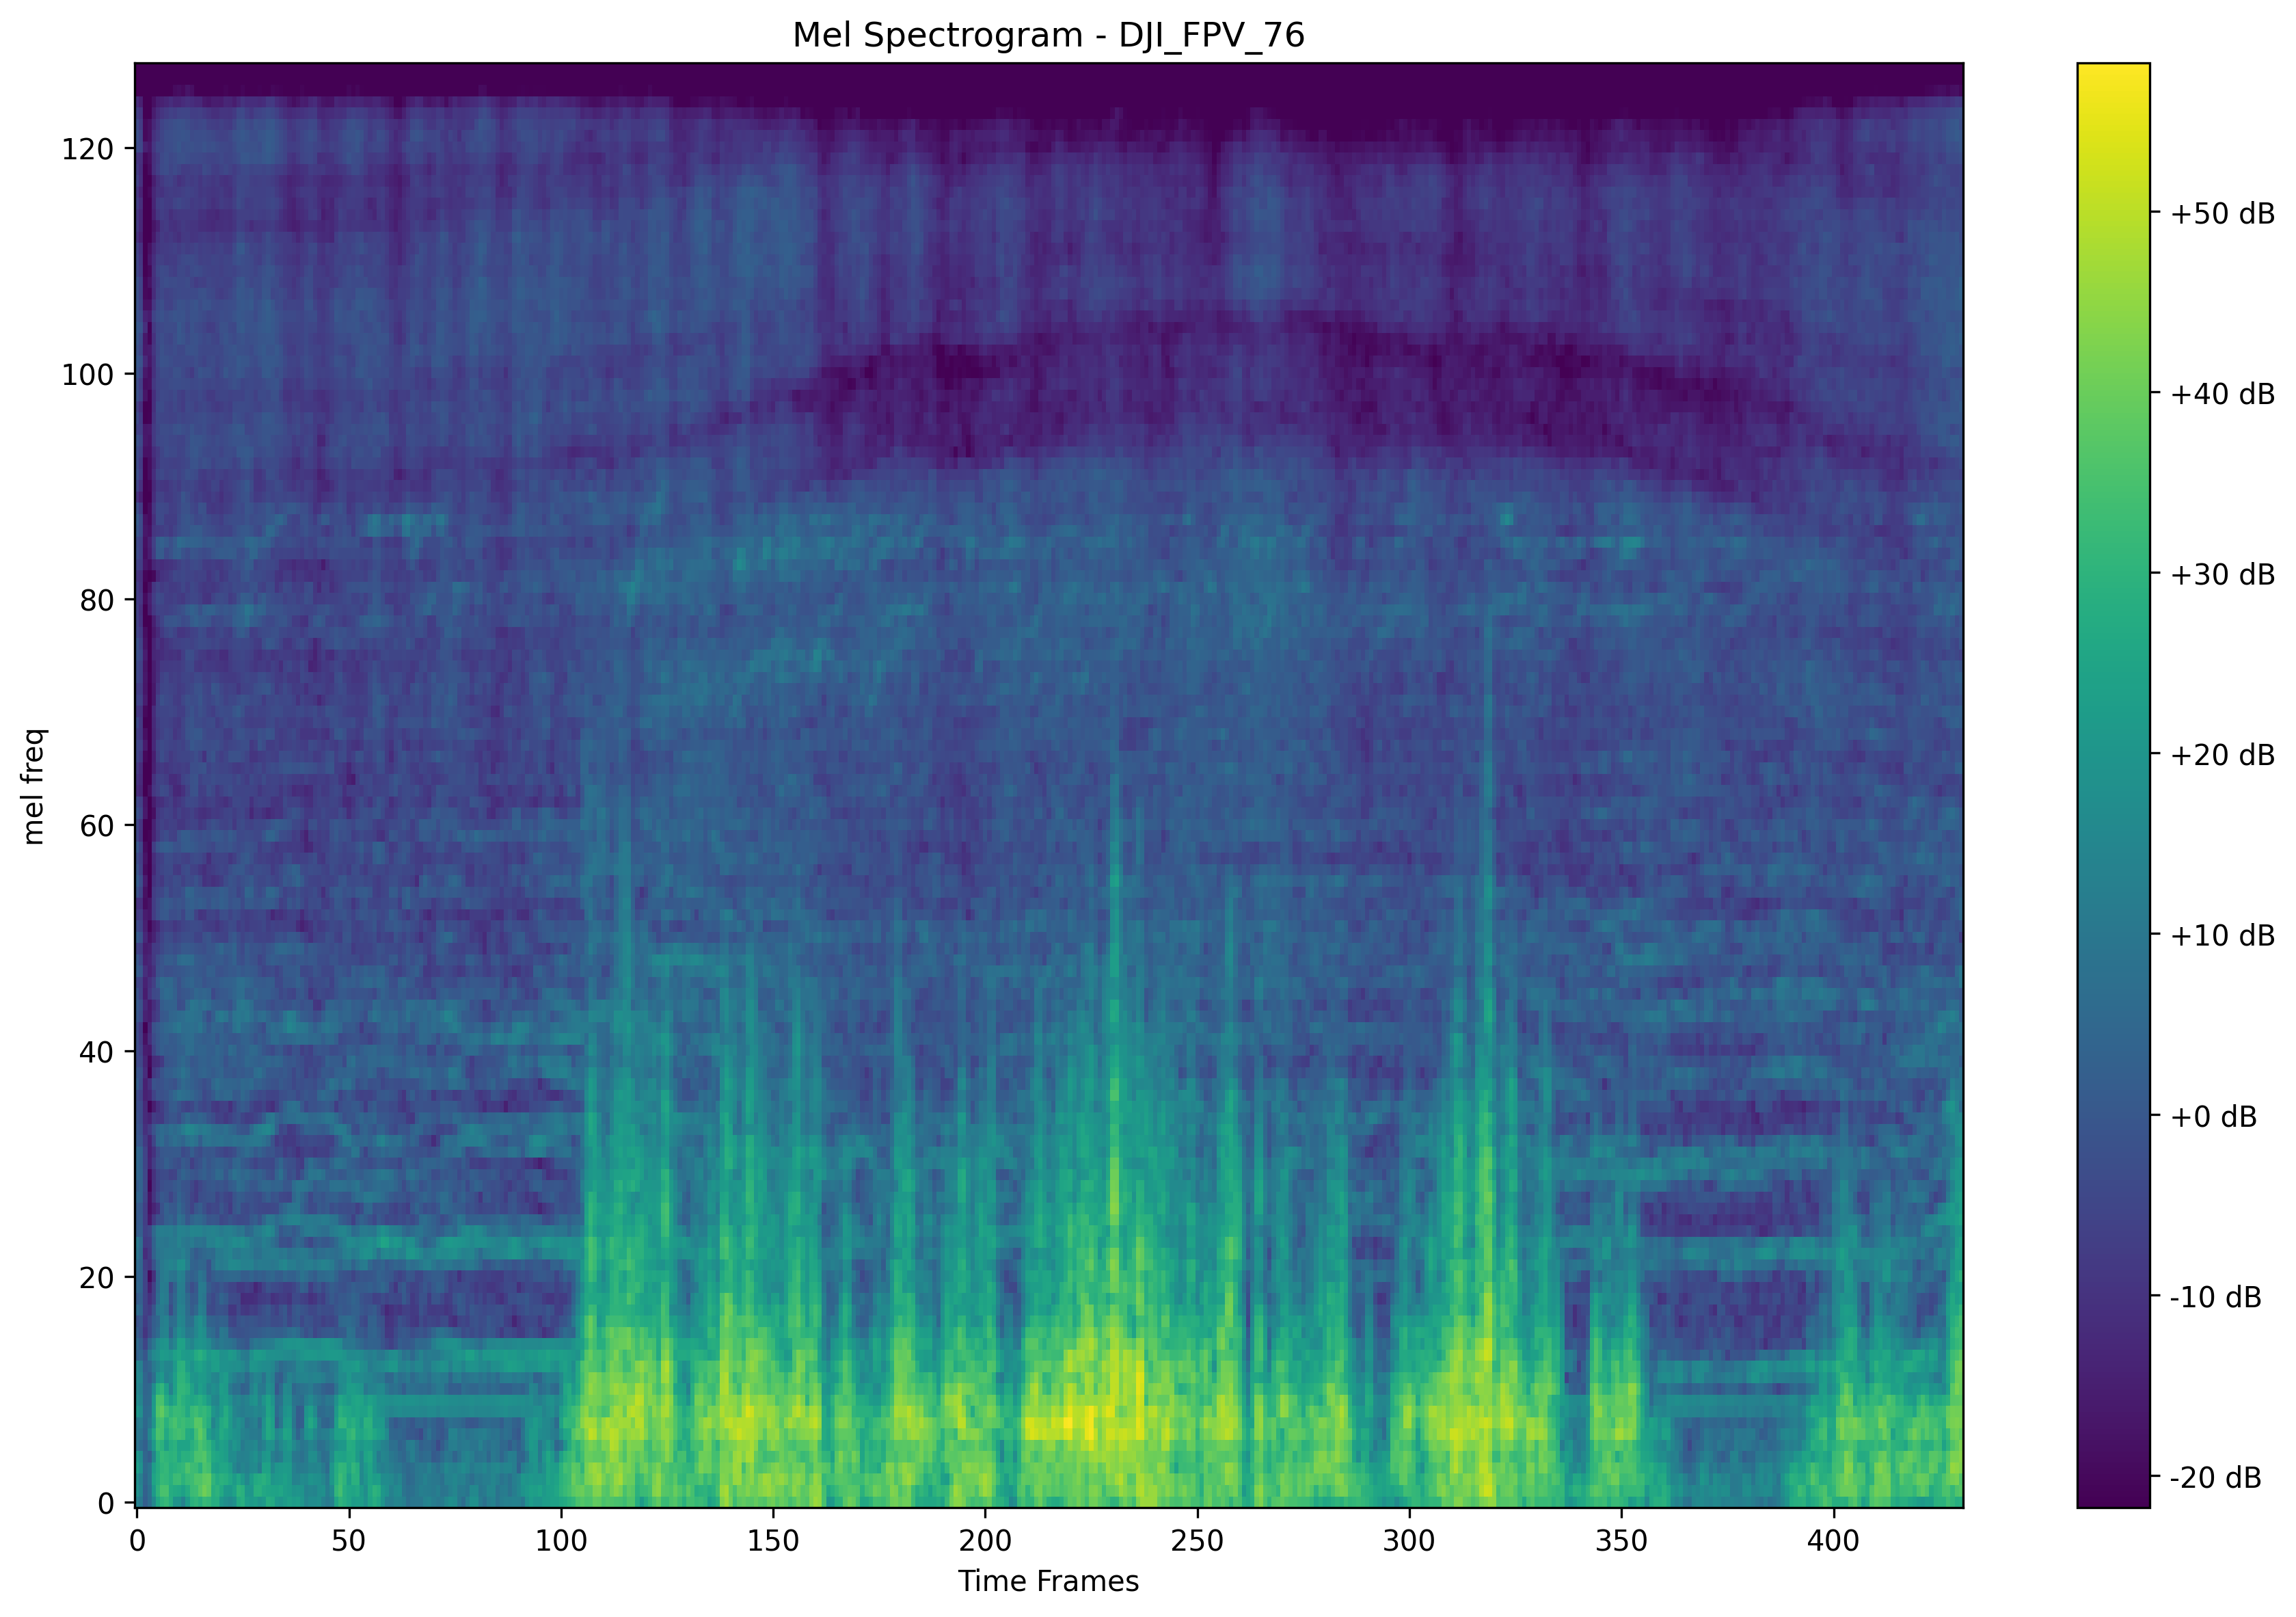 Mel Spectrogram - DJI_FPV_76
mel freq
120
100
80
60
40
20
0
0 50 100 150 200 250 300 350 400
Time Frames
+50 dB
+40 dB
+30 dB
+20 dB
+10 dB
+0 dB
-10 dB
-20 dB